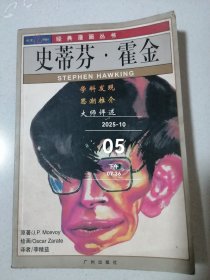 经典漫画丛书
史蒂芬·霍金
STEPHEN HAWKING
学科发现
思潮推介
大师评述
2025-10
05
原著/J.P. Mcevoy
绘画/Oscar Zarate
译者/李精益
广州出版社